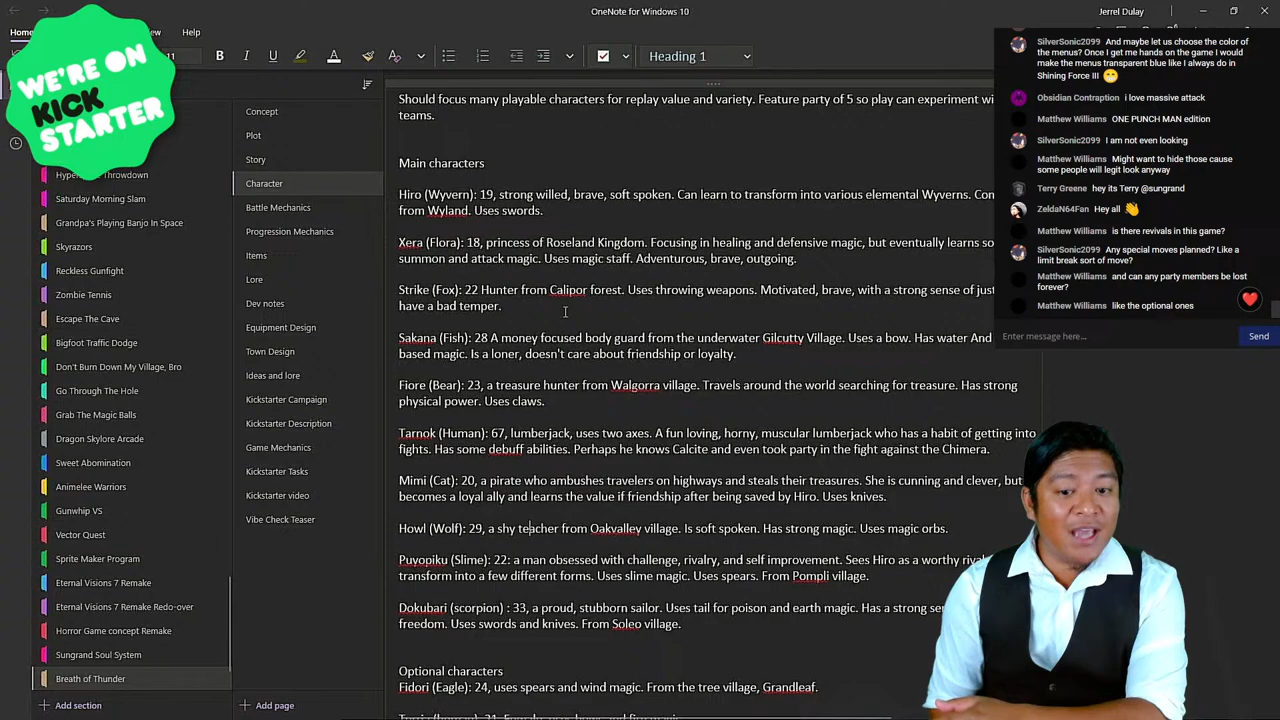 OneNote for Windows 10
Jerrel Dulay
WE'RE ON
KICK
STARTER
View
Help
11
B
I
U
A
Heading 1
Hyper
Throwdown
Saturday Morning Slam
Grandpa's Playing Banjo In Space
Skyrazors
Reckless Gunfight
Zombie Tennis
Escape The Cave
Bigfoot Traffic Dodge
Don't Burn Down My Village, Bro
Go Through The Hole
Grab The Magic Balls
Dragon Skylore Arcade
Sweet Abomination
Animelee Warriors
Gunwhip VS
Vector Quest
Sprite Maker Program
Eternal Visions 7 Remake
Eternal Visions 7 Remake Redo-over
Horror Game concept Remake
Sungrand Soul System
Breath of Thunder
Add section
Concept
Plot
Story
Character
Battle Mechanics
Progression Mechanics
Items
Lore
Dev notes
Equipment Design
Town Design
Ideas and lore
Kickstarter Campaign
Kickstarter Description
Game Mechanics
Kickstarter Tasks
Kickstarter video
Vibe Check Teaser
Add page
Should focus many playable characters for replay value and variety. Feature party of 5 so play can experiment wi
teams.
Main characters
Hiro (Wyvern): 19, strong willed, brave, soft spoken. Can learn to transform into various elemental Wyverns. Co
from Wyland. Uses swords.
Xera (Flora): 18, princess of Roseland Kingdom. Focusing in healing and defensive magic, but eventually learns so
summon and attack magic. Uses magic staff. Adventurous, brave, outgoing.
Strike (Fox): 22 Hunter from Calipor forest. Uses throwing weapons. Motivated, brave, with a strong sense of just
have a bad temper.
Sakana (Fish): 28 A money focused body guard from the underwater Gilcutty Village. Uses a bow. Has water And
based magic. Is a loner, doesn't care about friendship or loyalty.
Fiore (Bear): 23, a treasure hunter from Walgorra village. Travels around the world searching for treasure. Has strong
physical power. Uses claws.
Tarnok (Human): 67, lumberjack, uses two axes. A fun loving, horny, muscular lumberjack who has a habit of getting into
fights. Has some debuff abilities. Perhaps he knows Calcite and even took party in the fight against the Chimera.
Mimi (Cat): 20, a pirate who ambushes travelers on highways and steals their treasures. She is cunning and clever, but
becomes a loyal ally and learns the value if friendship after being saved by Hiro. Uses knives.
Howl (Wolf): 29, a shy teacher from Oakvalley village. Is soft spoken. Has strong magic. Uses magic orbs.
Puyopiku (Slime): 22: a man obsessed with challenge, rivalry, and self improvement. Sees Hiro as a worthy riva
transform into a few different forms. Uses slime magic. Uses spears. From Pompli village.
Dokubari (scorpion) : 33, a proud, stubborn sailor. Uses tail for poison and earth magic. Has a strong se
freedom. Uses swords and knives. From Soleo village.
Optional characters
Fidori (Eagle): 24, uses spears and wind magic. From the tree village, Grandleaf.
SilverSonic2099 And maybe let us choose the color of
the menus? Once I get me hands on the game I would
make the menus transparent blue like I always do in
Shining Force III 😁
Obsidian Contraption i love massive attack
Matthew Williams ONE PUNCH MAN edition
SilverSonic2099 I am not even looking
Matthew Williams Might want to hide those cause
some people will legit look anyway
Terry Greene hey its Terry @sungrand
ZeldaN64Fan Hey all 👋
Matthew Williams is there revivals in this game?
SilverSonic2099 Any special moves planned? Like a
limit break sort of move?
Matthew Williams and can any party members be lost
forever?
Matthew Williams like the optional ones
Enter message here...
Send